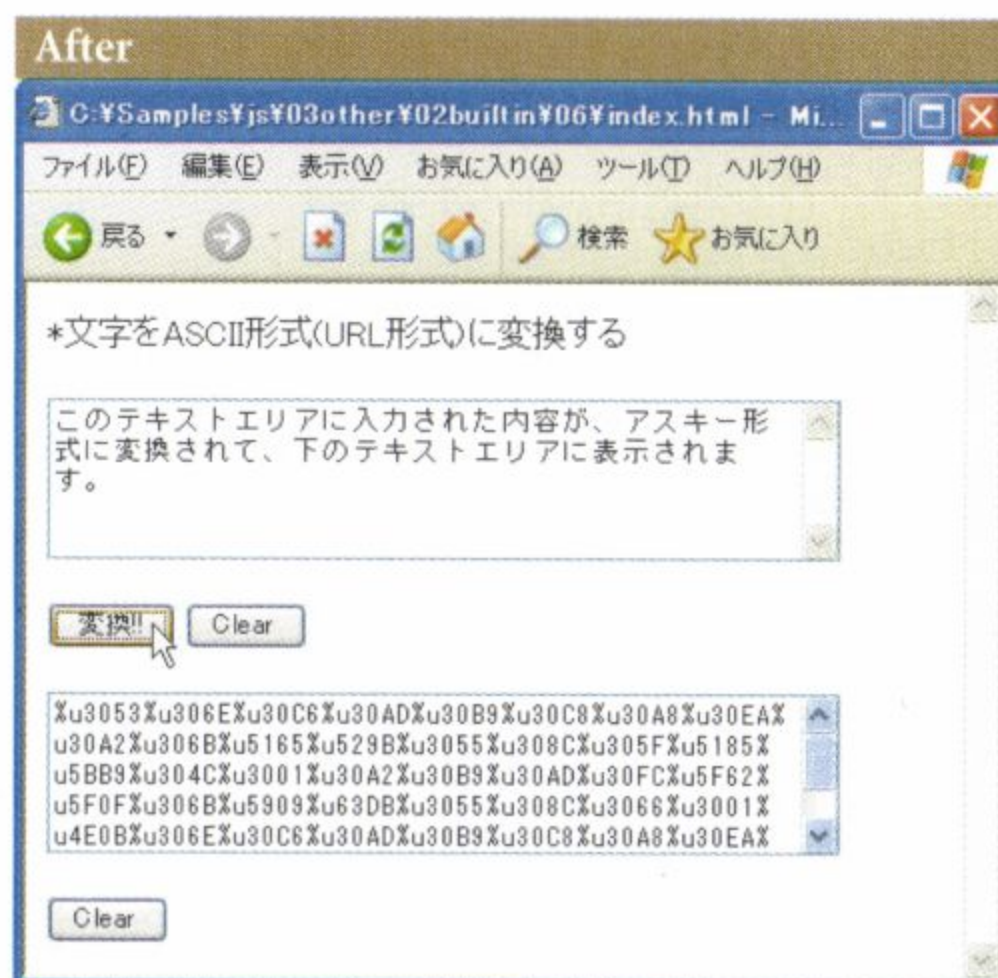 After
C:¥Samples¥js¥03other¥02builtin¥06¥index.html - Mi...
ファイル(F) 編集(E) 表示(V) お気に入り(A) ツール(T) ヘルプ(H)
戻る 検索 お気に入り
*文字をASCII形式(URL形式)に変換する
このテキストエリアに入力された内容が、アスキー形
式に変換されて、下のテキストエリアに表示されま
す。
変換!! Clear
%u3053%u306E%u30C6%u30AD%u30B9%u30C8%u30A8%u30EA%
u30A2%u306B%u5165%u529B%u3055%u308C%u305F%u5185%
u5BB9%u304C%u3001%u30A2%u30B9%u30AD%u30FC%u5F62%
u5F0F%u306B%u5909%u63DB%u3055%u308C%u3066%u3001%
u4E0B%u306E%u30C6%u30AD%u30B9%u30C8%u30A8%u30EA%
Clear